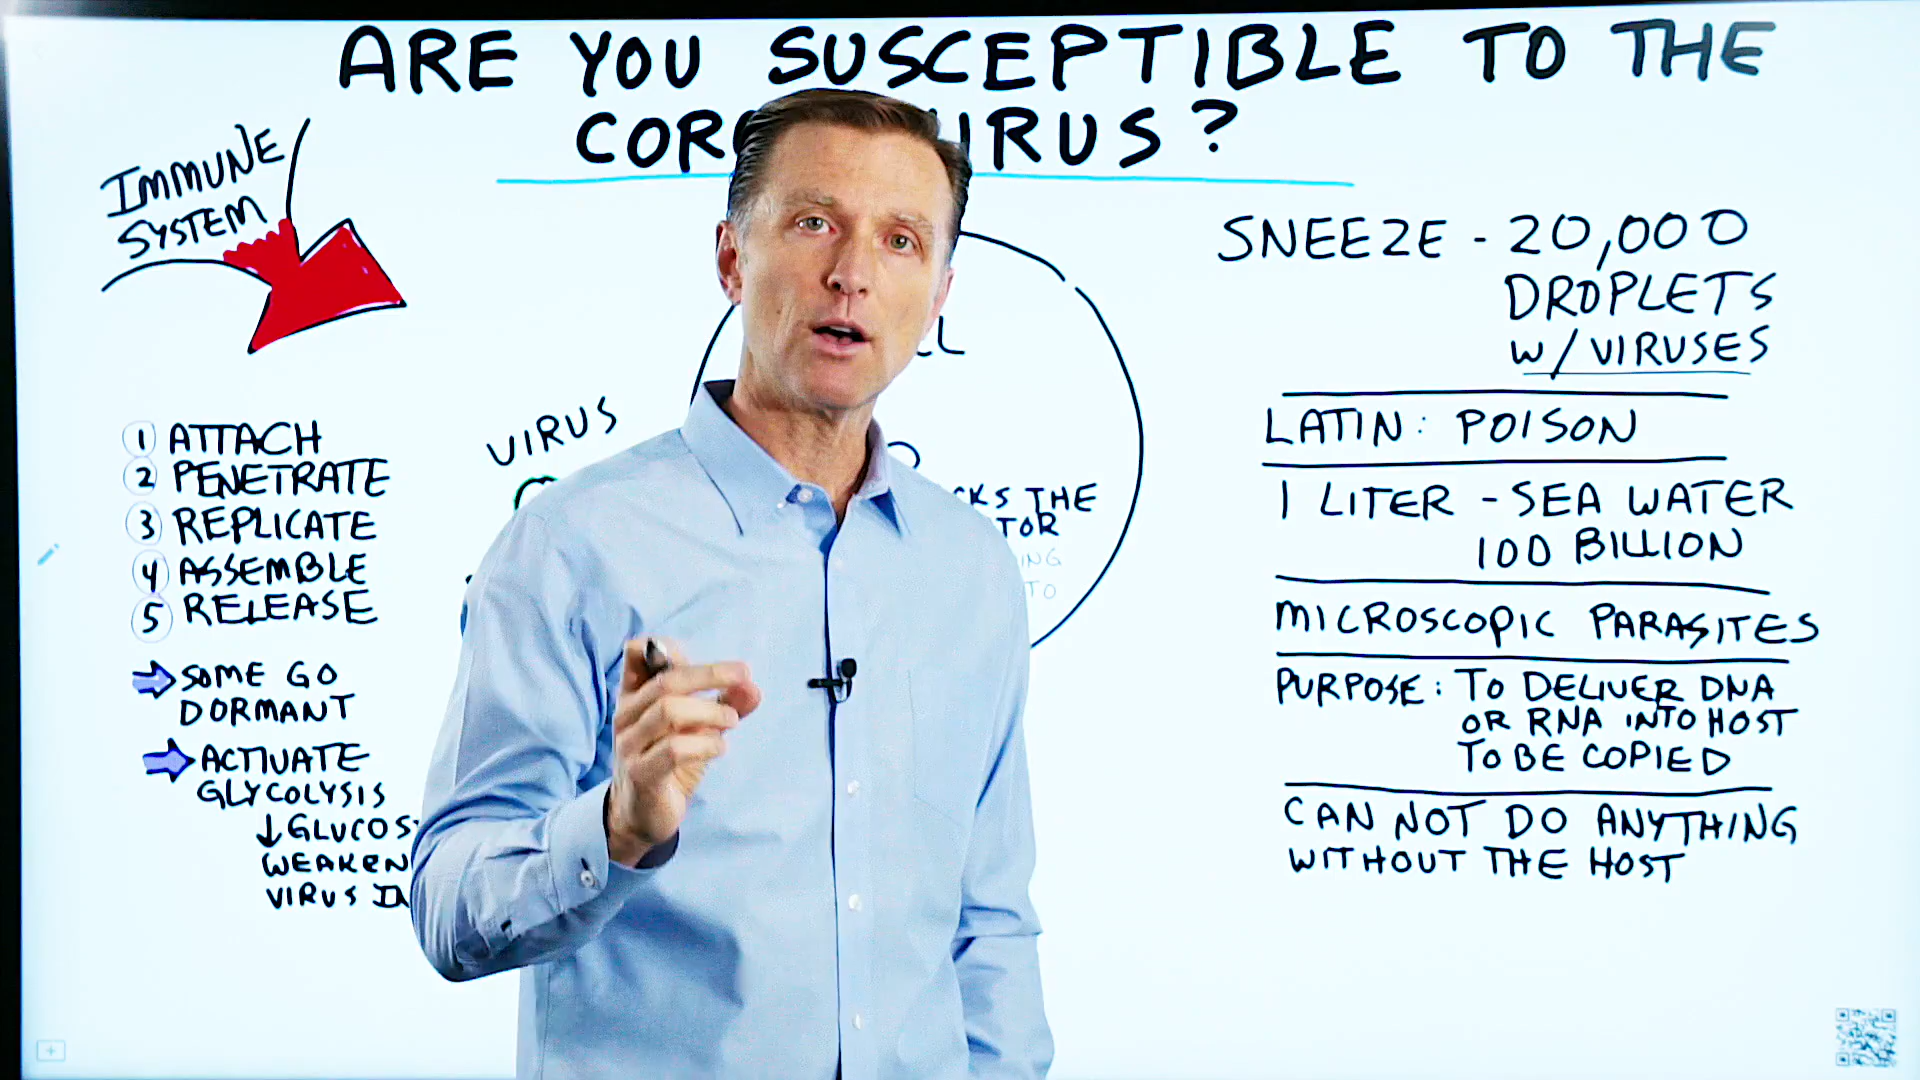 ARE YOU SUSCEPTIBLE TO THE
IMMUNE
SYSTEM
1 ATTACH
2 PENETRATE
3 REPLICATE
4 ASSEMBLE
5 RELEASE
SOME GO
DORMANT
ACTIVATE
GLYCOLYSIS
↓ GLUCOS
WEAKEN
VIRUS
VIRUS
THE
SNEEZE - 20,000
DROPLETS
W/VIRUSES
LATIN: POISON
1 LITER - SEA WATER
100 BILLION
MICROSCOPIC PARASITES
PURPOSE: TO DELIVER DNA
OR RNA INTO HOST
TO BE COPIED
CAN NOT DO ANYTHING
WITHOUT THE HOST